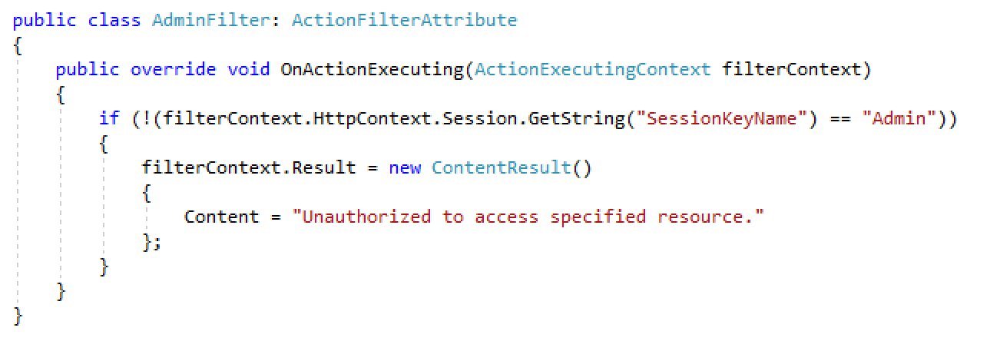 public class AdminFilter: ActionFilterAttribute
{
    public override void OnActionExecuting(ActionExecutingContext filterContext)
    {
        if (!(filterContext.HttpContext.Session.GetString("SessionKeyName") == "Admin"))
        {
            filterContext.Result = new ContentResult()
            {
                Content = "Unauthorized to access specified resource."
            };
        }
    }
}